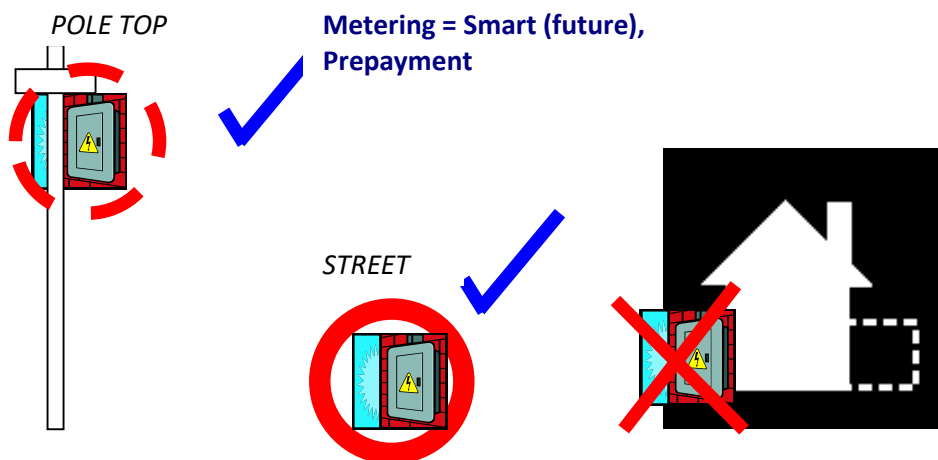 POLE TOP
Metering = Smart (future),
Prepayment
STREET